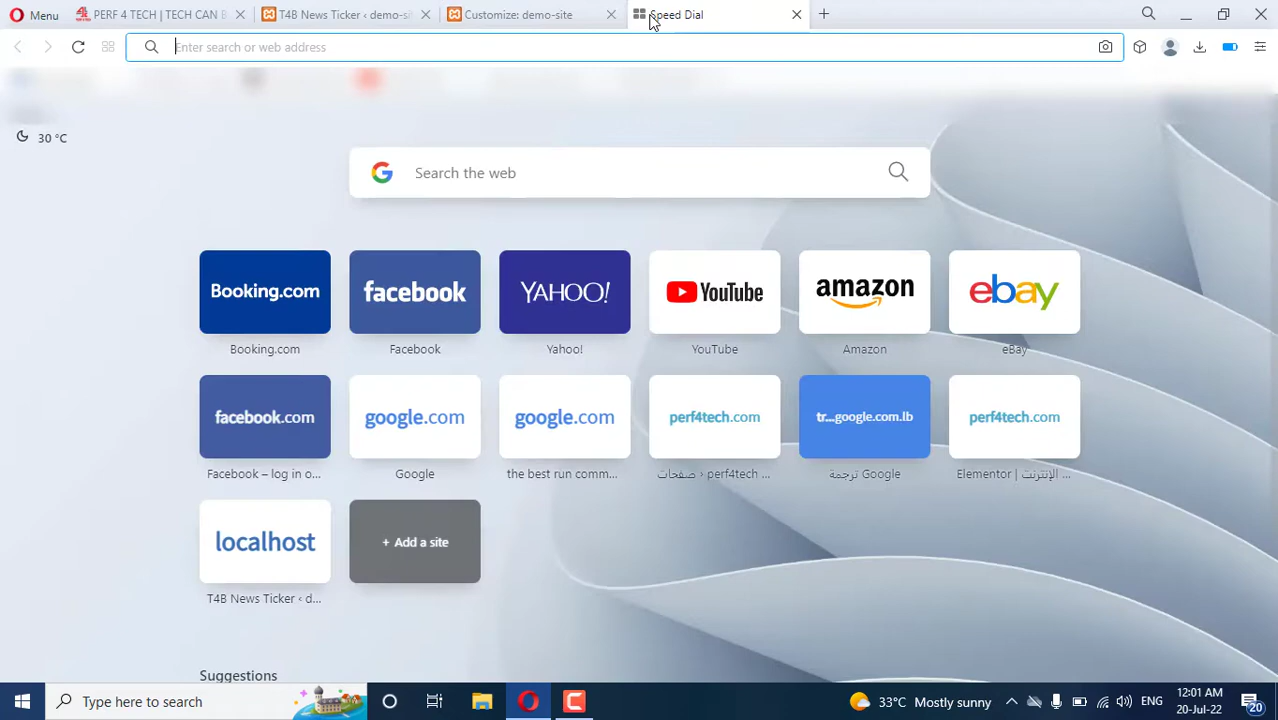 Menu
PERF 4 TECH | TECH CAN B
T4B News Ticker ‹ demo-si
Customize: demo-site
Speed Dial
Enter search or web address
30 °C
Search the web
Booking.com
facebook
YAHOO!
YouTube
amazon
ebay
Booking.com
Facebook
Yahoo!
YouTube
Amazon
eBay
facebook.com
google.com
google.com
perf4tech.com
tr...google.com.lb
perf4tech.com
Facebook – log in o...
Google
the best run comm...
صفحات ‹ perf4tech ...
ترجمة Google
Elementor | الإنترنت ...
localhost
+ Add a site
T4B News Ticker ‹ d...
Suggestions
Type here to search
33°C Mostly sunny
ENG
12:01 AM
20-Jul-22
20